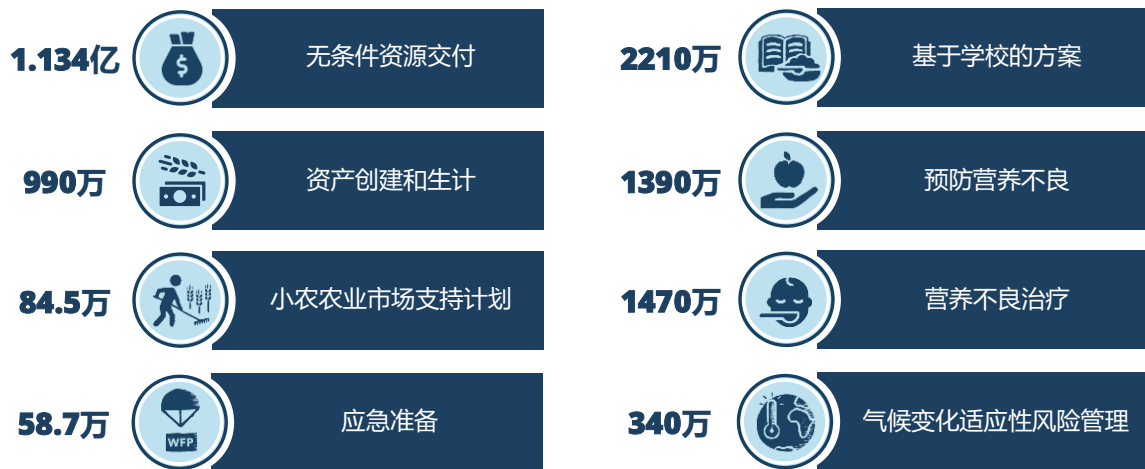 1.134亿
无条件资源交付
2210万
基于学校的方案
990万
资产创建和生计
1390万
预防营养不良
84.5万
小农农业市场支持计划
1470万
营养不良治疗
58.7万
WFP
应急准备
340万
气候变化适应性风险管理